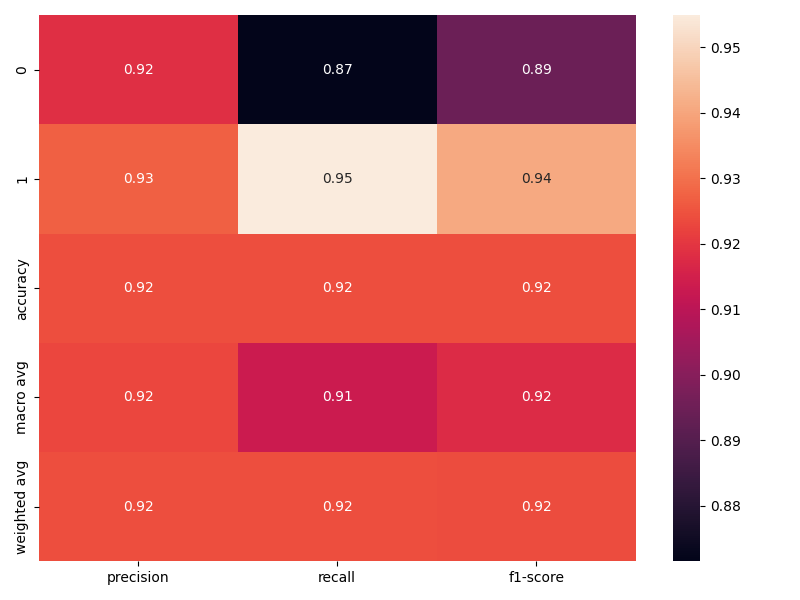 0 0.92 0.87 0.89
1 0.93 0.95 0.94
accuracy 0.92 0.92 0.92
macro avg 0.92 0.91 0.92
weighted avg 0.92 0.92 0.92
precision recall f1-score
0.95
0.94
0.93
0.92
0.91
0.90
0.89
0.88